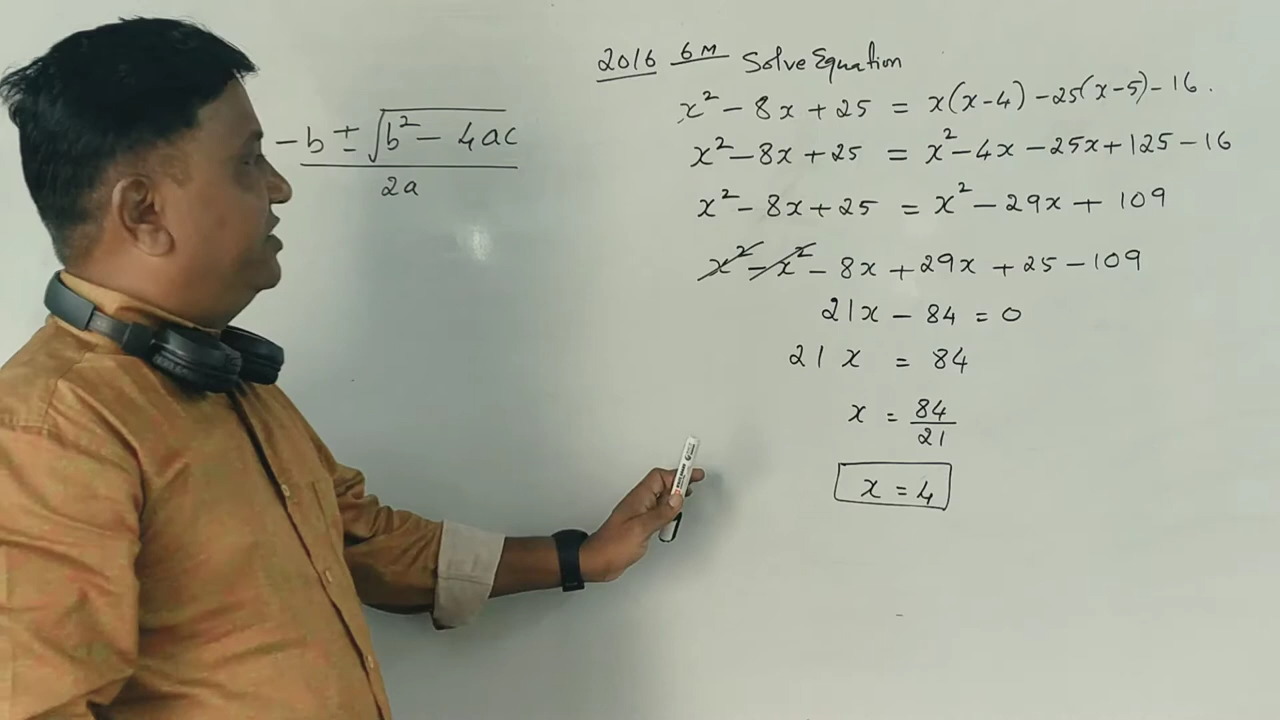 -b ± √(b² - 4ac)
2a
2016 6M Solve Equation
x² - 8x + 25 = x(x-4) - 25(x-5) - 16.
x² - 8x + 25 = x² - 4x - 25x + 125 - 16
x² - 8x + 25 = x² - 29x + 109
x² - x² - 8x + 29x + 25 - 109
21x - 84 = 0
21x = 84
x = 84/21
x = 4